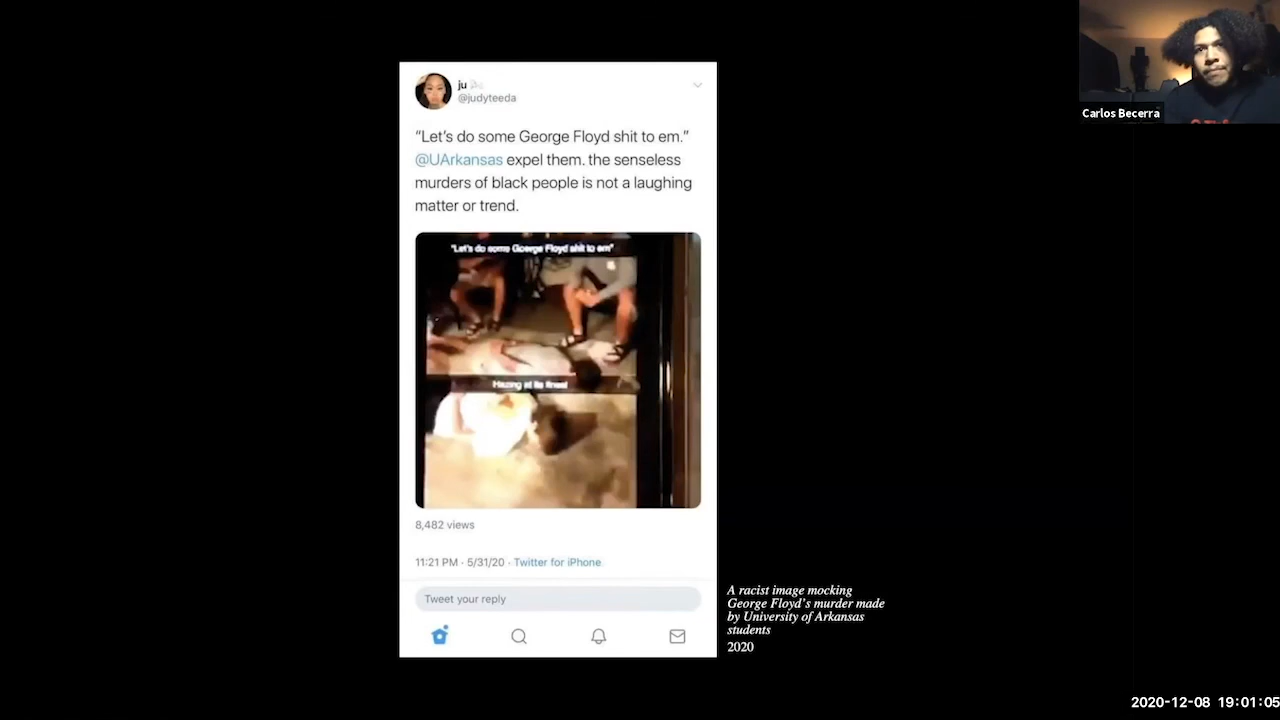 ju
@judyteeda
“Let’s do some George Floyd shit to em.”
@UArkansas expel them. the senseless
murders of black people is not a laughing
matter or trend.
"Let's do some Goerge Floyd shit to em"
Hazing at its finest
8,482 views
11:21 PM · 5/31/20 · Twitter for iPhone
Tweet your reply
A racist image mocking
George Floyd’s murder made
by University of Arkansas
students
2020
Carlos Becerra
2020-12-08 19:01:05